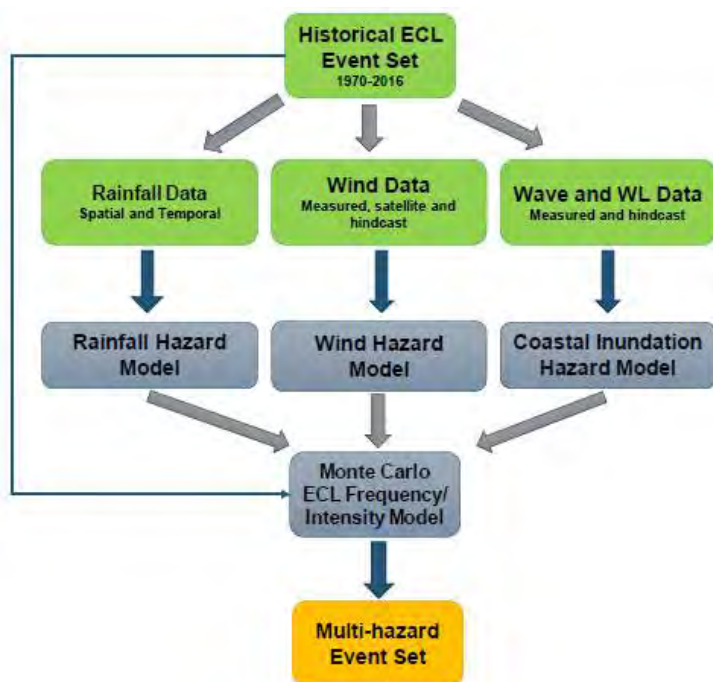 Historical ECL
Event Set
1970-2016
Rainfall Data
Spatial and Temporal
Wind Data
Measured, satellite and
hindcast
Wave and WL Data
Measured and hindcast
Rainfall Hazard
Model
Wind Hazard
Model
Coastal Inundation
Hazard Model
Monte Carlo
ECL Frequency/
Intensity Model
Multi-hazard
Event Set